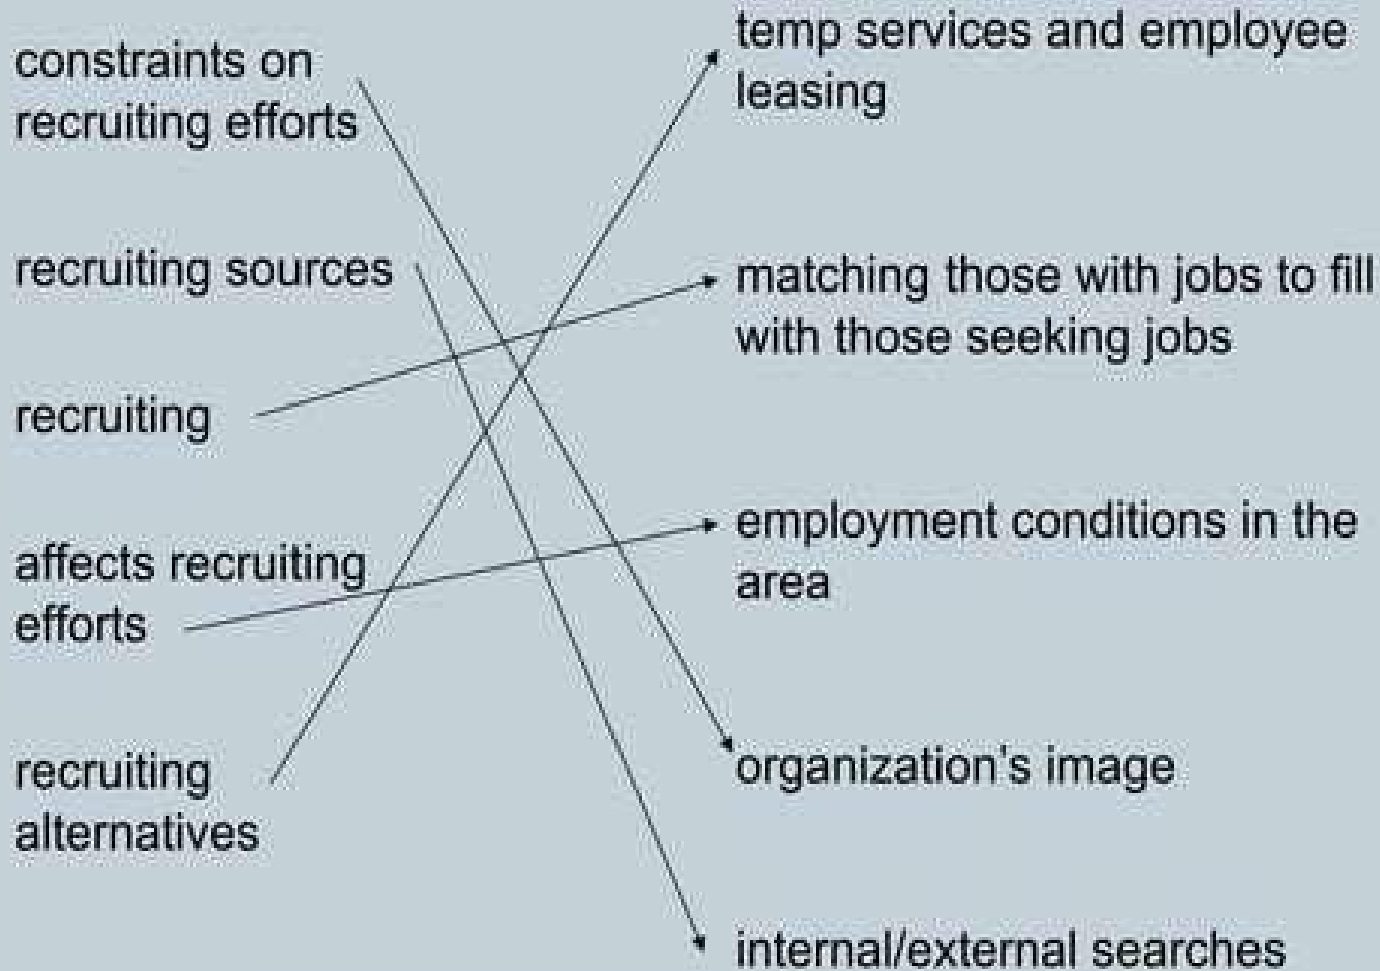 constraints on
recruiting efforts
recruiting sources
recruiting
affects recruiting
efforts
recruiting
alternatives
temp services and employee
leasing
matching those with jobs to fill
with those seeking jobs
employment conditions in the
area
organization's image
internal/external searches